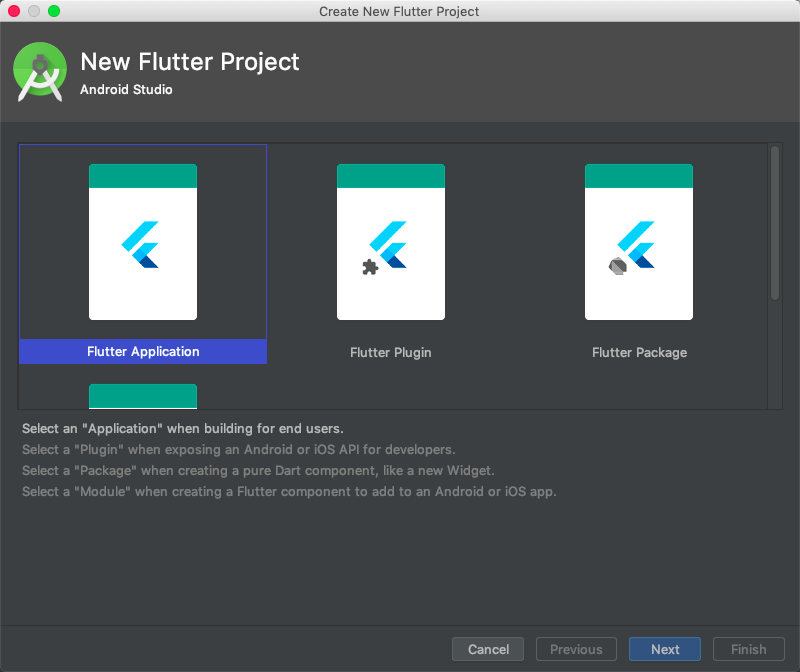 Create New Flutter Project
New Flutter Project
Android Studio
Flutter Application
Flutter Plugin
Flutter Package
Select an "Application" when building for end users.
Select a "Plugin" when exposing an Android or iOS API for developers.
Select a "Package" when creating a pure Dart component, like a new Widget.
Select a "Module" when creating a Flutter component to add to an Android or iOS app.
Cancel
Previous
Next
Finish